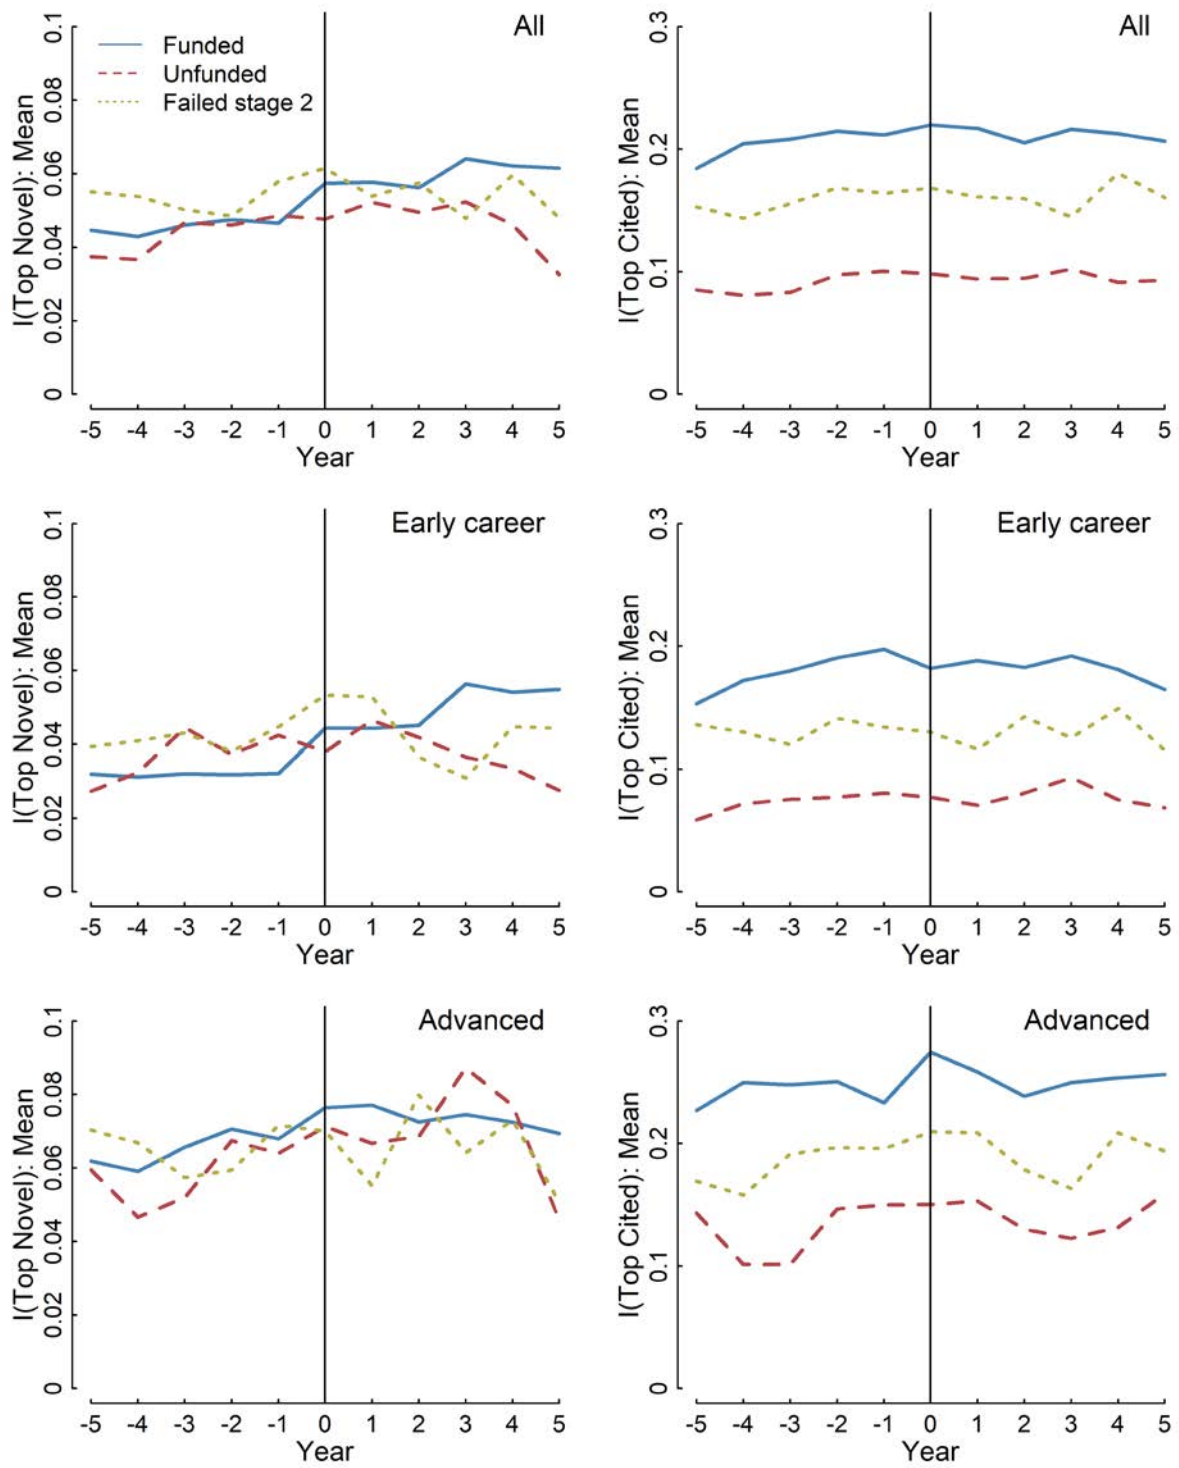 All
I(Top Novel): Mean
0.1
0.08
0.06
0.04
0.02
0
Funded
Unfunded
Failed stage 2
-5 -4 -3 -2 -1 0 1 2 3 4 5
Year
All
I(Top Cited): Mean
0.3
0.2
0.1
0
-5 -4 -3 -2 -1 0 1 2 3 4 5
Year
Early career
I(Top Novel): Mean
0.1
0.08
0.06
0.04
0.02
0
-5 -4 -3 -2 -1 0 1 2 3 4 5
Year
Early career
I(Top Cited): Mean
0.3
0.2
0.1
0
-5 -4 -3 -2 -1 0 1 2 3 4 5
Year
Advanced
I(Top Novel): Mean
0.1
0.08
0.06
0.04
0.02
0
-5 -4 -3 -2 -1 0 1 2 3 4 5
Year
Advanced
I(Top Cited): Mean
0.3
0.2
0.1
0
-5 -4 -3 -2 -1 0 1 2 3 4 5
Year